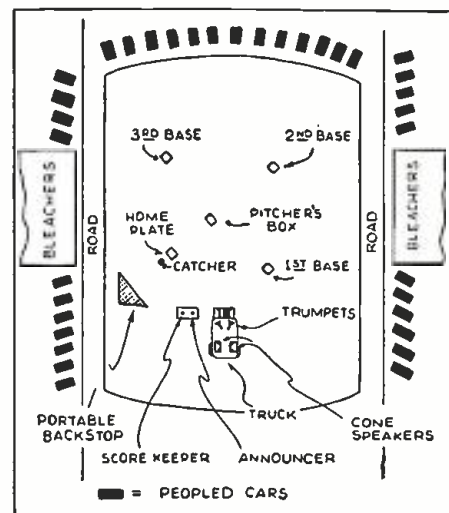 3RD BASE
2ND BASE
BLEACHERS
ROAD
ROAD
BLEACHERS
HOME
PLATE
PITCHER'S
BOX
CATCHER
1ST BASE
TRUMPETS
PORTABLE
BACKSTOP
TRUCK
CONE
SPEAKERS
SCORE KEEPER
ANNOUNCER
= PEOPLED CARS